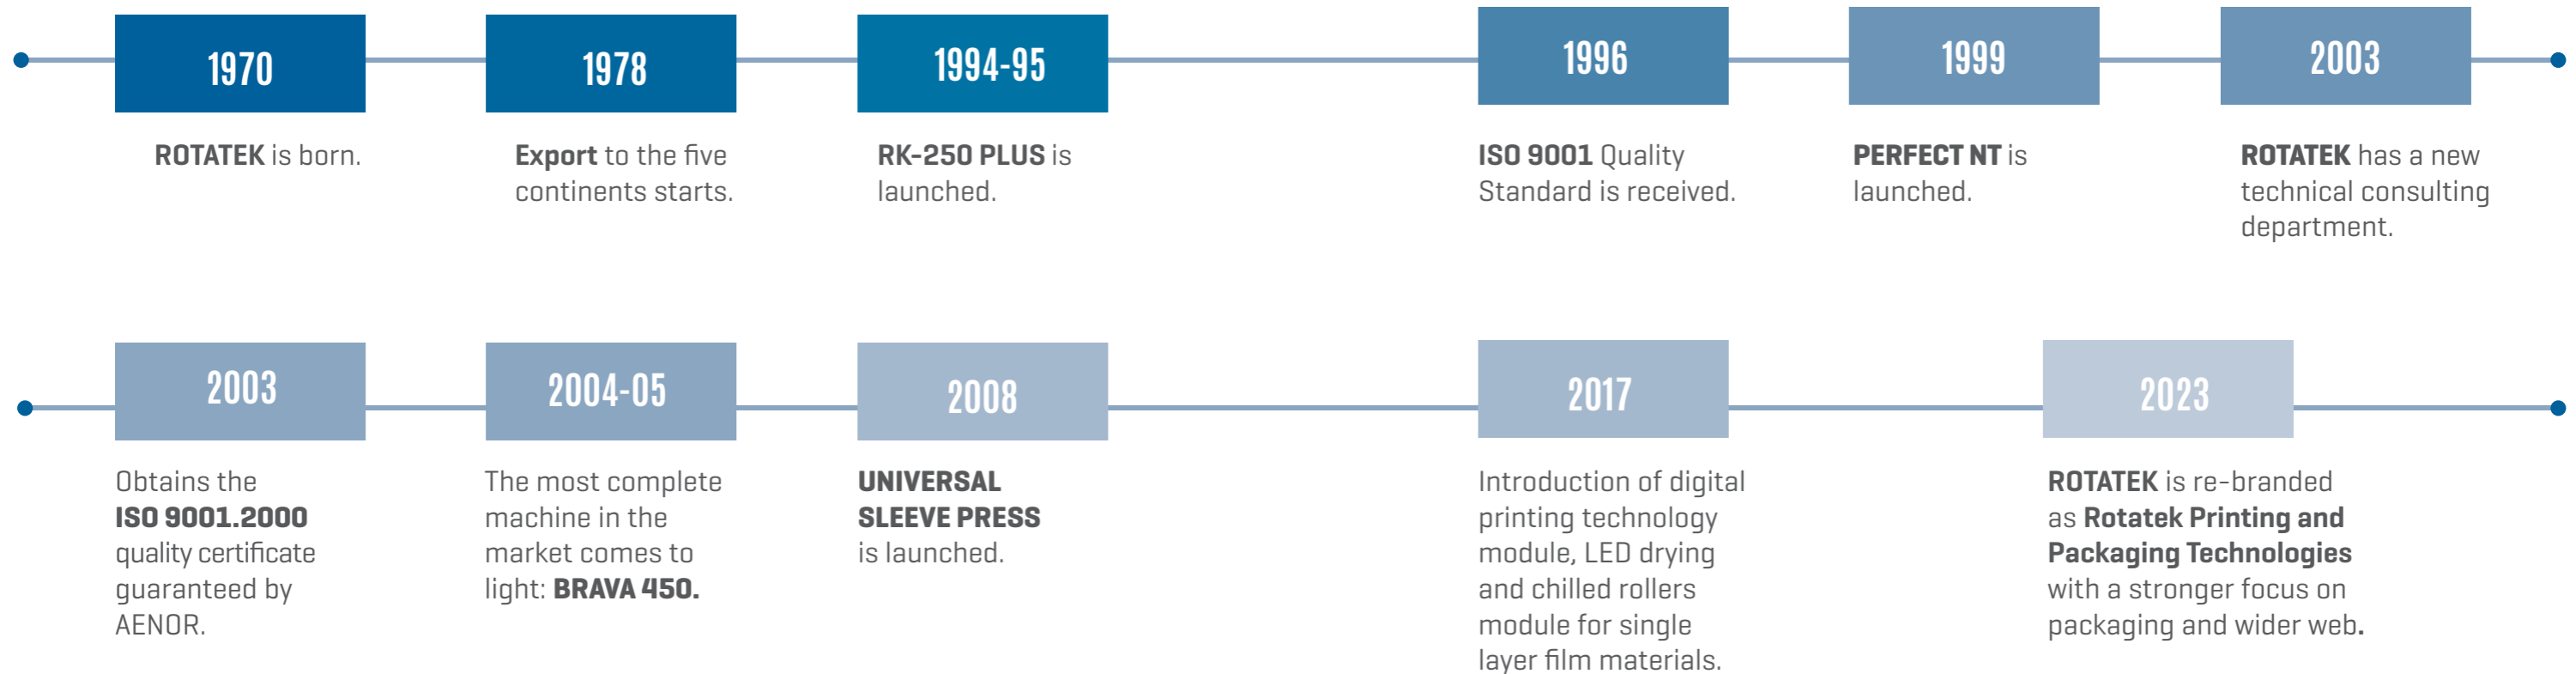 1970
ROTATEK is born.
1978
Export to the five
continents starts.
1994-95
RK-250 PLUS is
launched.
1996
ISO 9001 Quality
Standard is received.
1999
PERFECT NT is
launched.
2003
ROTATEK has a new
technical consulting
department.
2003
Obtains the
ISO 9001.2000
quality certificate
guaranteed by
AENOR.
2004-05
The most complete
machine in the
market comes to
light: BRAVA 450.
2008
UNIVERSAL
SLEEVE PRESS
is launched.
2017
Introduction of digital
printing technology
module, LED drying
and chilled rollers
module for single
layer film materials.
2023
ROTATEK is re-branded
as Rotatek Printing and
Packaging Technologies
with a stronger focus on
packaging and wider web.